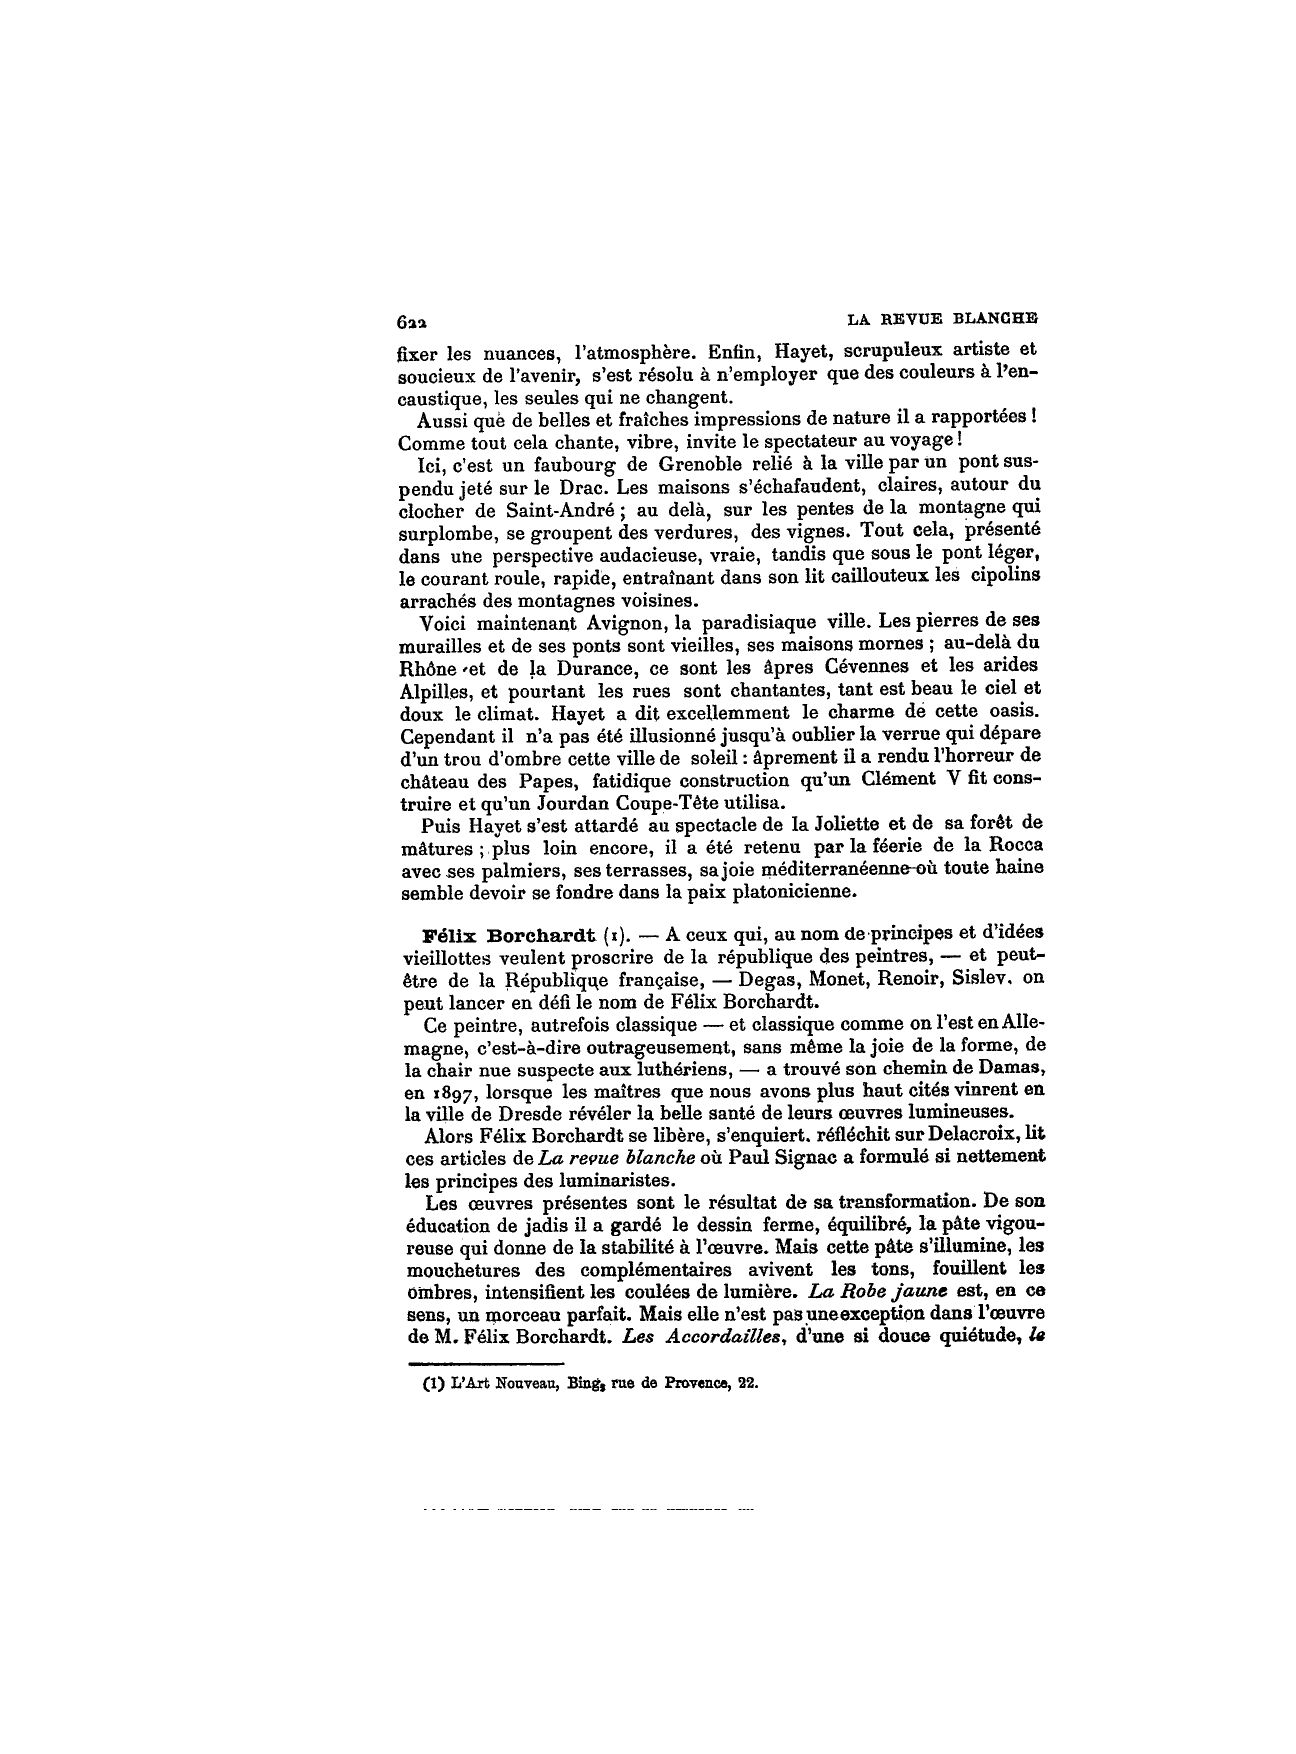 622 LA REVUE BLANCHE
fixer les nuances, l'atmosphère. Enfin, Hayet, scrupuleux artiste et
soucieux de l'avenir, s'est résolu à n'employer que des couleurs à l'en-
caustique, les seules qui ne changent.
Aussi que de belles et fraîches impressions de nature il a rapportées !
Comme tout cela chante, vibre, invite le spectateur au voyage !
Ici, c'est un faubourg de Grenoble relié à la ville par un pont sus-
pendu jeté sur le Drac. Les maisons s'échafaudent, claires, autour du
clocher de Saint-André ; au delà, sur les pentes de la montagne qui
surplombe, se groupent des verdures, des vignes. Tout cela, présenté
dans une perspective audacieuse, vraie, tandis que sous le pont léger,
le courant roule, rapide, entraînant dans son lit caillouteux les cipolins
arrachés des montagnes voisines.
Voici maintenant Avignon, la paradisiaque ville. Les pierres de ses
murailles et de ses ponts sont vieilles, ses maisons mornes ; au-delà du
Rhône et de la Durance, ce sont les âpres Cévennes et les arides
Alpilles, et pourtant les rues sont chantantes, tant est beau le ciel et
doux le climat. Hayet a dit excellemment le charme de cette oasis.
Cependant il n'a pas été illusionné jusqu'à oublier la verrue qui dépare
d'un trou d'ombre cette ville de soleil : âprement il a rendu l'horreur de
château des Papes, fatidique construction qu'un Clément V fit cons-
truire et qu'un Jourdan Coupe-Tête utilisa.
Puis Hayet s'est attardé au spectacle de la Joliette et de sa forêt de
mâtures ; plus loin encore, il a été retenu par la féerie de la Rocca
avec ses palmiers, ses terrasses, sa joie méditerranéenne où toute haine
semble devoir se fondre dans la paix platonicienne.
Félix Borchardt (1). — A ceux qui, au nom de principes et d'idées
vieillottes veulent proscrire de la république des peintres, — et peut-
être de la République française, — Degas, Monet, Renoir, Sisley, on
peut lancer en défi le nom de Félix Borchardt.
Ce peintre, autrefois classique — et classique comme on l'est en Alle-
magne, c'est-à-dire outrageusement, sans même la joie de la forme, de
la chair nue suspecte aux luthériens, — a trouvé son chemin de Damas,
en 1897, lorsque les maîtres que nous avons plus haut cités vinrent en
la ville de Dresde révéler la belle santé de leurs œuvres lumineuses.
Alors Félix Borchardt se libère, s'enquiert, réfléchit sur Delacroix, lit
ces articles de La revue blanche où Paul Signac a formulé si nettement
les principes des luminaristes.
Les œuvres présentes sont le résultat de sa transformation. De son
éducation de jadis il a gardé le dessin ferme, équilibré, la pâte vigou-
reuse qui donne de la stabilité à l'œuvre. Mais cette pâte s'illumine, les
mouchetures des complémentaires avivent les tons, fouillent les
ombres, intensifient les coulées de lumière. La Robe jaune est, en ce
sens, un morceau parfait. Mais elle n'est pas une exception dans l'œuvre
de M. Félix Borchardt. Les Accordailles, d'une si douce quiétude, le
(1) L'Art Nouveau, Bing, rue de Provence, 22.